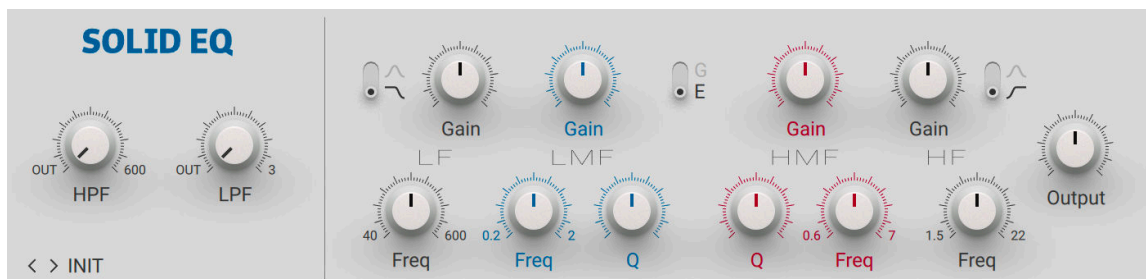 SOLID EQ
OUT 600
HPF
OUT 3
LPF
< > INIT
Gain
LF
40 600
Freq
Gain
LMF
0.2 2
Freq
Q
G
E
Gain
HMF
Q
0.6 7
Freq
Gain
HF
1.5 22
Freq
Output